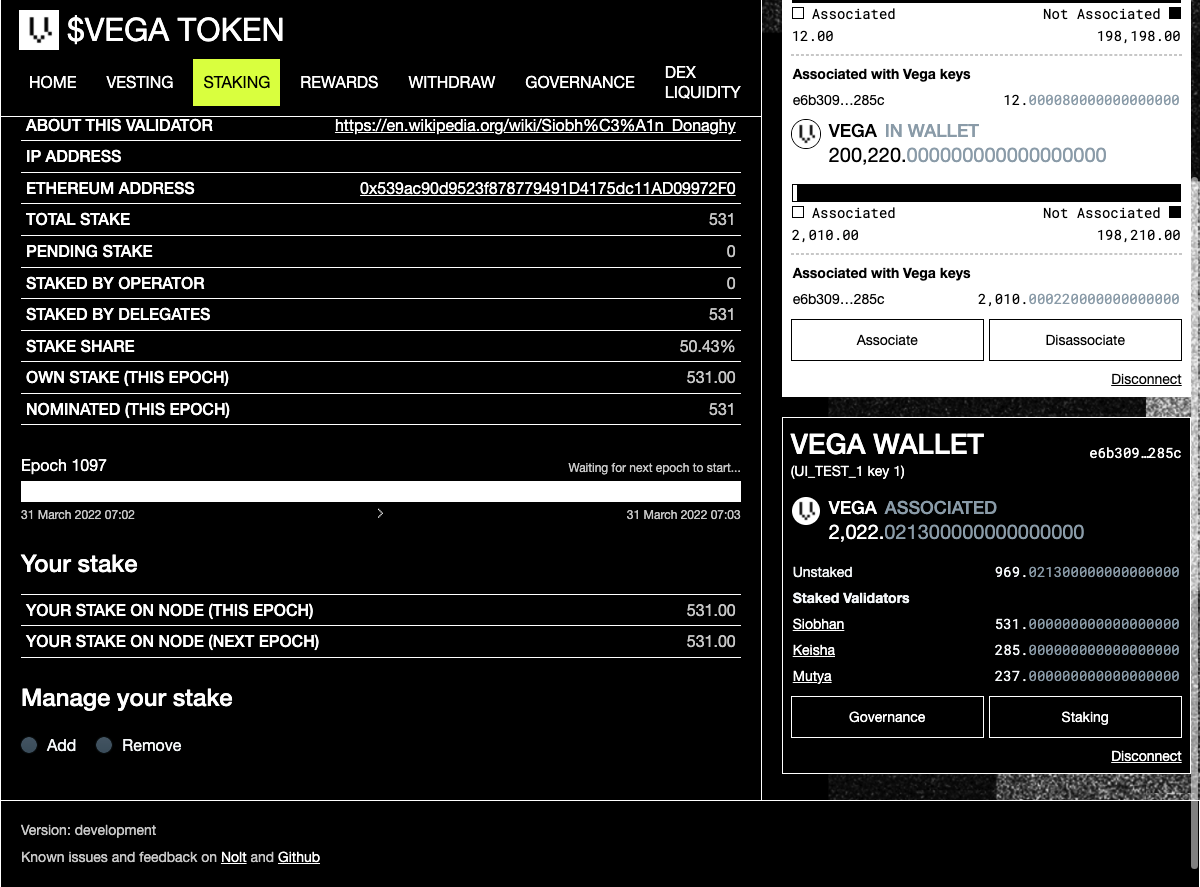 $VEGA TOKEN
HOME VESTING STAKING REWARDS WITHDRAW GOVERNANCE DEX LIQUIDITY
ABOUT THIS VALIDATOR https://en.wikipedia.org/wiki/Siobh%C3%A1n_Donaghy
IP ADDRESS
ETHEREUM ADDRESS 0x539ac90d9523f878779491D4175dc11AD09972F0
TOTAL STAKE 531
PENDING STAKE 0
STAKED BY OPERATOR 0
STAKED BY DELEGATES 531
STAKE SHARE 50.43%
OWN STAKE (THIS EPOCH) 531.00
NOMINATED (THIS EPOCH) 531
Epoch 1097 Waiting for next epoch to start...
31 March 2022 07:02 31 March 2022 07:03
Your stake
YOUR STAKE ON NODE (THIS EPOCH) 531.00
YOUR STAKE ON NODE (NEXT EPOCH) 531.00
Manage your stake
Add Remove
Associated Not Associated
12.00 198,198.00
Associated with Vega keys
e6b309...285c 12.000080000000000000
VEGA IN WALLET
200,220.000000000000000000
Associated Not Associated
2,010.00 198,210.00
Associated with Vega keys
e6b309...285c 2,010.000220000000000000
Associate Disassociate
Disconnect
VEGA WALLET e6b309…285c
(UI_TEST_1 key 1)
VEGA ASSOCIATED
2,022.021300000000000000
Unstaked 969.021300000000000000
Staked Validators
Siobhan 531.000000000000000000
Keisha 285.000000000000000000
Mutya 237.000000000000000000
Governance Staking
Disconnect
Version: development
Known issues and feedback on Nolt and Github